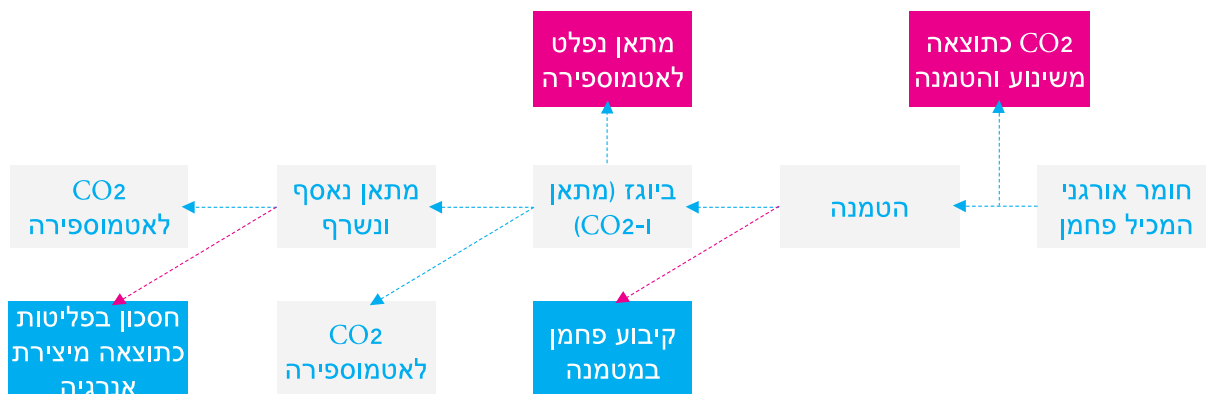 CO2 כתוצאה
משינוע והטמנה
מתאן נפלט
לאטמוספירה
חומר אורגני
המכיל פחמן
הטמנה
ביוגז (מתאן
ו-CO2)
מתאן נאסף
ונשרף
CO2
לאטמוספירה
קיבוע פחמן
במטמנה
CO2
לאטמוספירה
חסכון בפליטות
כתוצאה מיצירת
אנרגיה